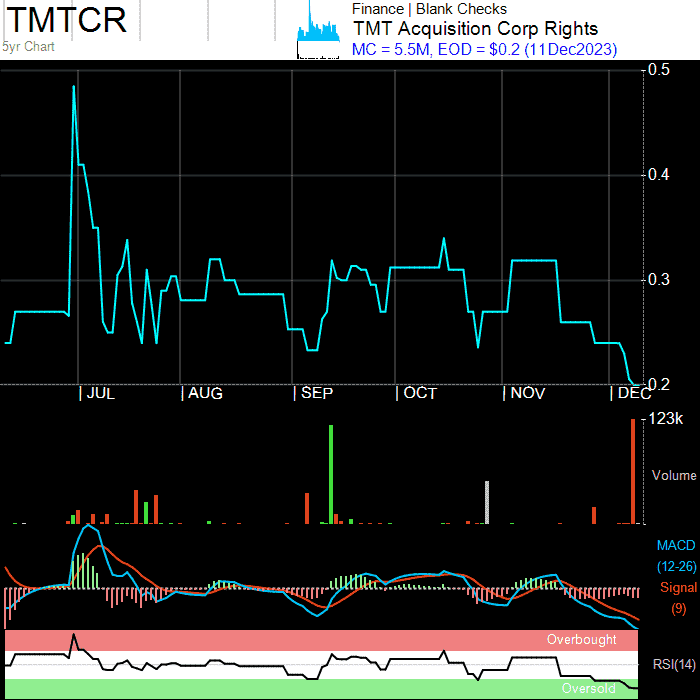 TMTCR
5yr Chart
Finance | Blank Checks
TMT Acquisition Corp Rights
MC = 5.5M, EOD = $0.2 (11Dec2023)
0.5
0.4
0.3
0.2
| JUL | AUG | SEP | OCT | NOV | DEC
123k
Volume
MACD
(12-26)
Signal
(9)
Overbought
RSI(14)
Oversold